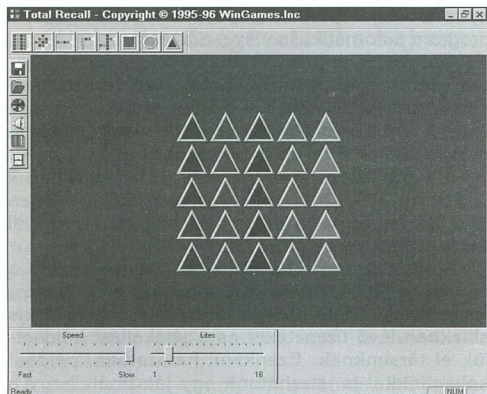 Total Recall - Copyright © 1995-96 WinGames.Inc
Speed Lites
Fast Slow 1 16
Ready NUM